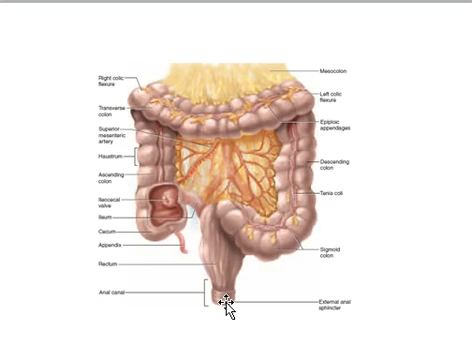 Mesocolon
Right colic
flexure
Left colic
flexure
Transverse
colon
Epiploic
appendages
Superior
mesenteric
artery
Haustrum
Descending
colon
Ascending
colon
Tenia coli
Ileocecal
valve
Ileum
Cecum
Appendix
Sigmoid
colon
Rectum
Anal canal
External anal
sphincter